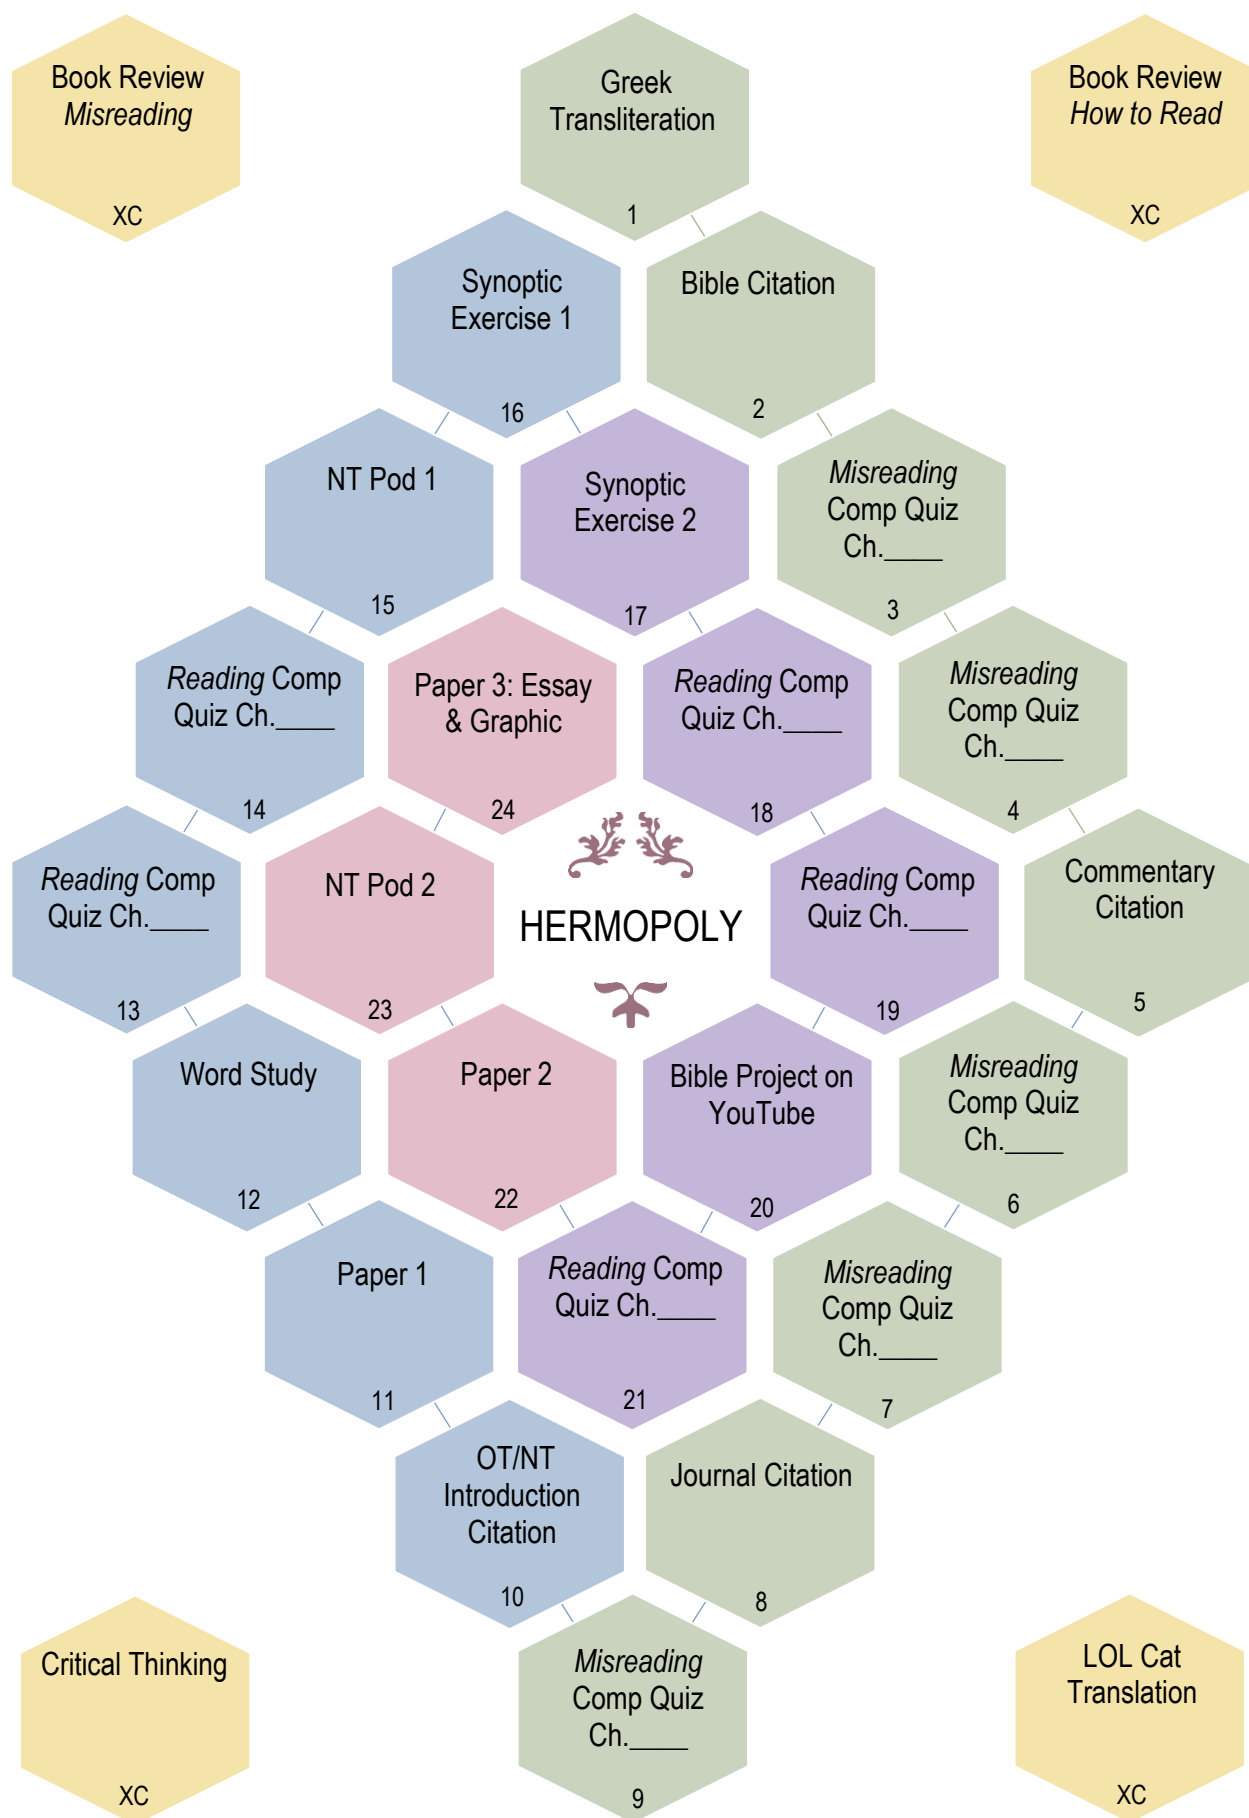 Book Review
Misreading
XC
Greek
Transliteration
1
Book Review
How to Read
XC
Synoptic
Exercise 1
16
Bible Citation
2
NT Pod 1
15
Synoptic
Exercise 2
17
Misreading
Comp Quiz
Ch.____
3
Reading Comp
Quiz Ch.____
14
Paper 3: Essay
& Graphic
24
Reading Comp
Quiz Ch.____
18
Misreading
Comp Quiz
Ch.____
4
Reading Comp
Quiz Ch.____
13
NT Pod 2
23
HERMOPOLY
Reading Comp
Quiz Ch.____
19
Commentary
Citation
5
Word Study
12
Paper 2
22
Bible Project on
YouTube
20
Misreading
Comp Quiz
Ch.____
6
Paper 1
11
Reading Comp
Quiz Ch.____
21
Misreading
Comp Quiz
Ch.____
7
OT/NT
Introduction
Citation
10
Journal Citation
8
Critical Thinking
XC
Misreading
Comp Quiz
Ch.____
9
LOL Cat
Translation
XC